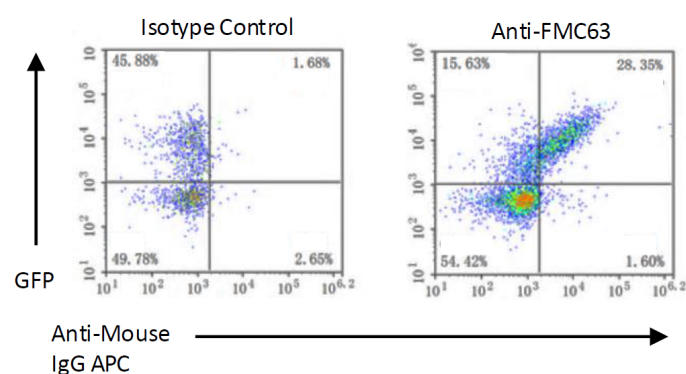 Isotype Control
Anti-FMC63
45.88%
1.68%
49.78%
2.65%
10
10⁵
10⁴
10³
10²
10¹
10¹ 10² 10³ 10⁴ 10⁵ 10⁶·²
15.63%
28.35%
54.42%
1.60%
10⁶
10⁵
10⁴
10³
10²
10¹
10¹ 10² 10³ 10⁴ 10⁵ 10⁶·²
GFP
Anti-Mouse
IgG APC